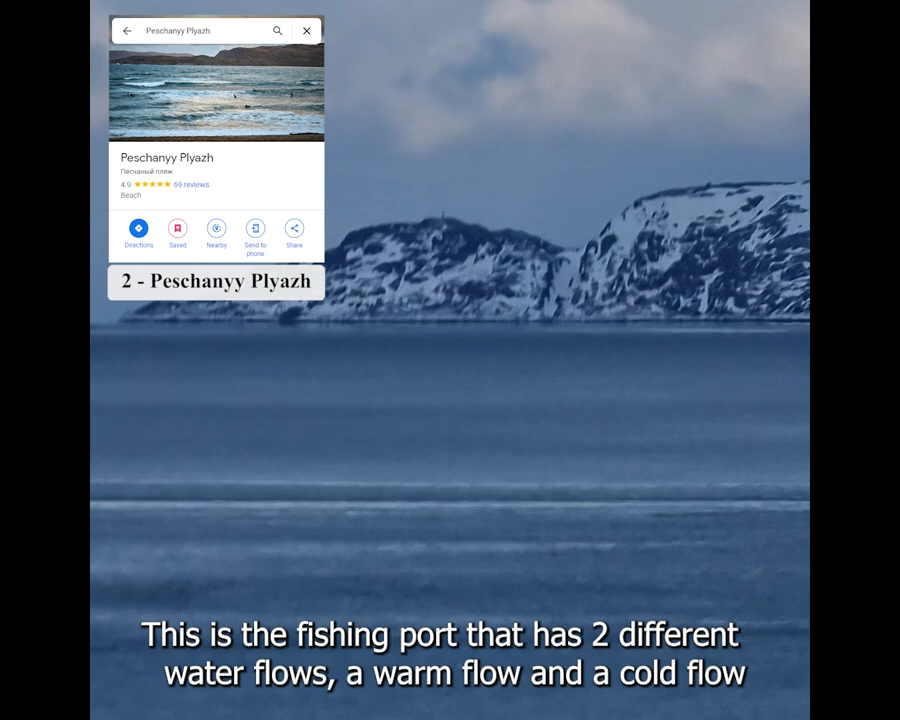 Peschanyy Plyazh
Peschanyy Plyazh
Песчаный пляж
4.9 ★★★★★ 69 reviews
Beach
Directions
Saved
Nearby
Send to
phone
Share
2 - Peschanyy Plyazh
This is the fishing port that has 2 different
water flows, a warm flow and a cold flow